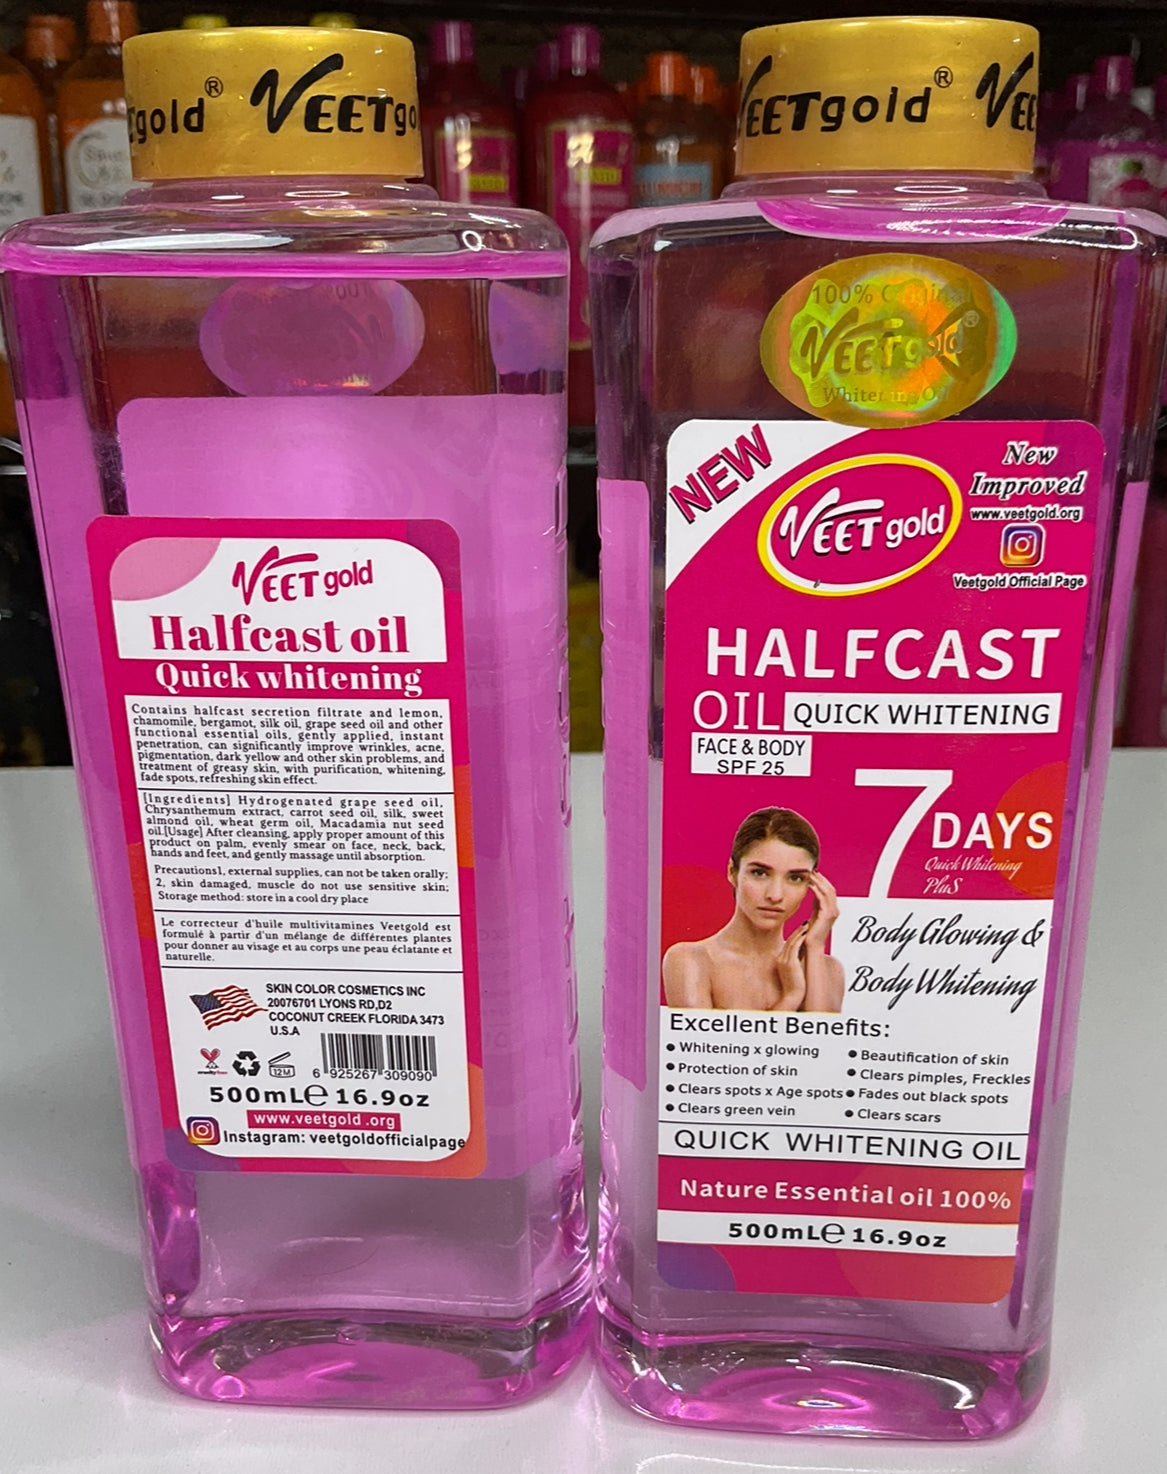 VEETgo
gold®
VEETgold
Halfcast oil
Quick whitening
Contains halfcast secretion filtrate and lemon,
chamomile, bergamot, silk oil, grape seed oil and other
functional essential oils, gently applied, instant
penetration, can significantly improve wrinkles, acne,
pigmentation, dark yellow and other skin problems, and
treatment of greasy skin, with purification, whitening,
fade spots, refreshing skin effect.
[Ingredients] Hydrogenated grape seed oil,
Chrysanthemum extract, carrot seed oil, silk, sweet
almond oil, wheat germ oil, Macadamia nut seed
oil.[Usage] After cleansing, apply proper amount of this
product on palm, evenly smear on face, neck, back,
hands and feet, and gently massage until absorption.
Precautions1, external supplies, can not be taken orally;
2, skin damaged, muscle do not use sensitive skin;
Storage method: store in a cool dry place
Le correcteur d'huile multivitamines Veetgold est
formulé à partir d'un mélange de différentes plantes
pour donner au visage et au corps une peau éclatante et
naturelle.
SKIN COLOR COSMETICS INC
20076701 LYONS RD,D2
COCONUT CREEK FLORIDA 3473
U.S.A
12M
6 925267 309090
500mL℮ 16.9oz
www.veetgold .org
Instagram: veetgoldofficialpage
VEETgold® VEE
100% Original
VEETgold®
Whitening Oil
NEW
VEET gold
New
Improved
www.veetgold.org
Veetgold Official Page
HALFCAST
OIL QUICK WHITENING
FACE & BODY
SPF 25
7 DAYS
Quick Whitening
PluS
Body Glowing &
Body Whitening
Excellent Benefits:
• Whitening x glowing
• Protection of skin
• Clears spots x Age spots
• Clears green vein
• Beautification of skin
• Clears pimples, Freckles
• Fades out black spots
• Clears scars
QUICK WHITENING OIL
Nature Essential oil 100%
500mL℮ 16.9oz